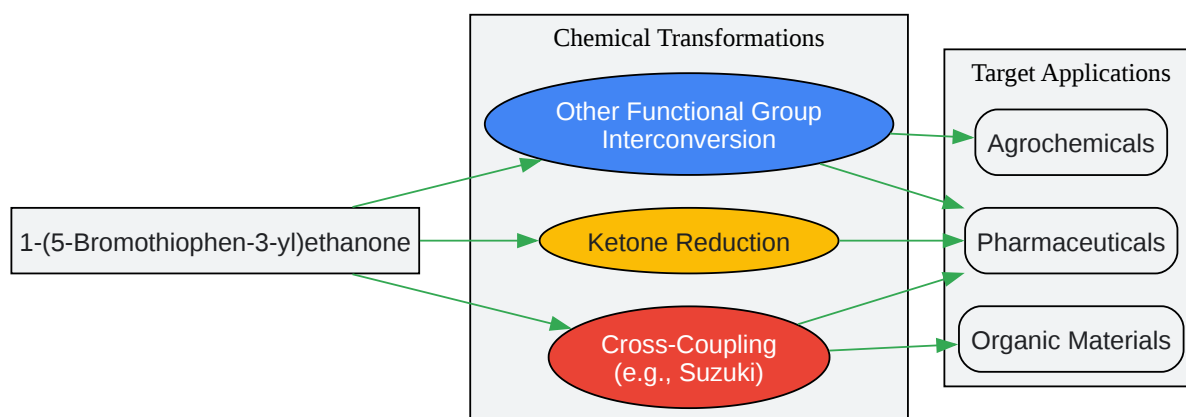 1-(5-Bromothiophen-3-yl)ethanone
Chemical Transformations
Other Functional Group
Interconversion
Ketone Reduction
Cross-Coupling
(e.g., Suzuki)
Target Applications
Agrochemicals
Pharmaceuticals
Organic Materials